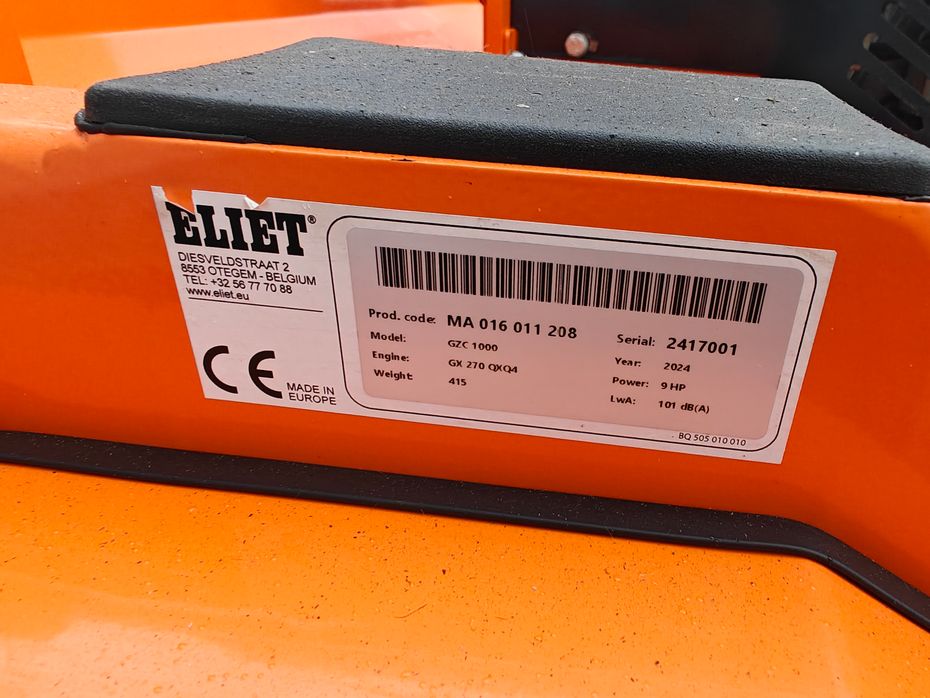 ELIET®
DIESVELDSTRAAT 2
8553 OTEGEM - BELGIUM
TEL: +32 56 77 70 88
www.eliet.eu
CE
MADE IN
EUROPE
Prod. code: MA 016 011 208
Model: GZC 1000
Engine: GX 270 QXQ4
Weight: 415
Serial: 2417001
Year: 2024
Power: 9 HP
LwA: 101 dB(A)
BQ 505 010 010